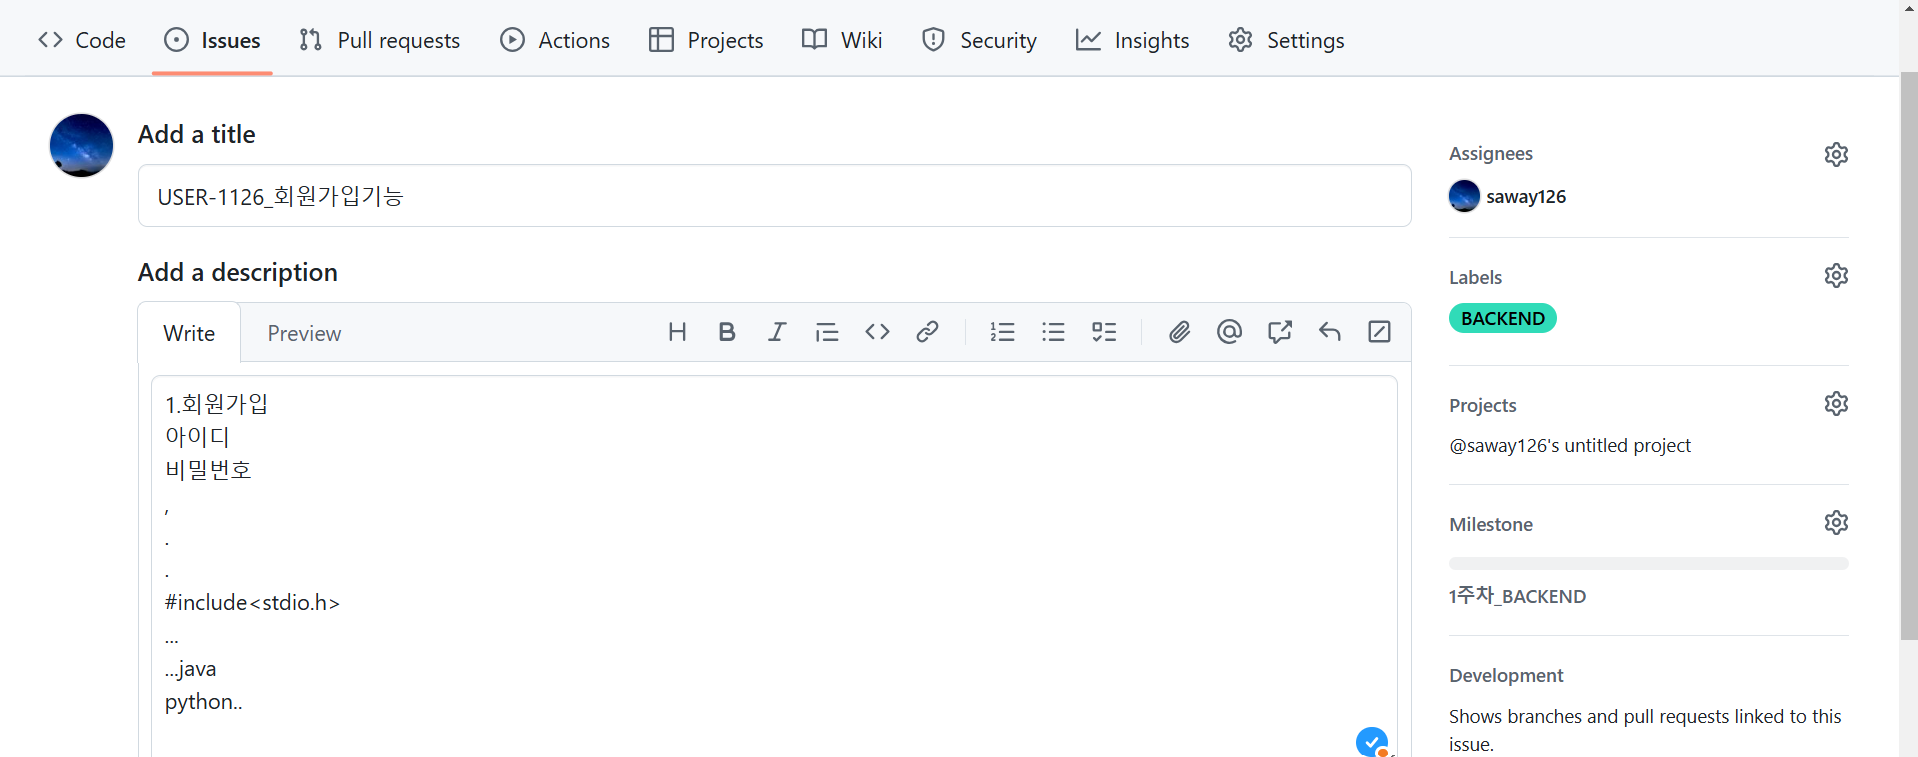 Code Issues Pull requests Actions Projects Wiki Security Insights Settings
Add a title
USER-1126_회원가입기능
Add a description
Write Preview
1.회원가입
아이디
비밀번호
,
.
.
#include<stdio.h>
...
...java
python..
Assignees
saway126
Labels
BACKEND
Projects
@saway126's untitled project
Milestone
1주차_BACKEND
Development
Shows branches and pull requests linked to this
issue.